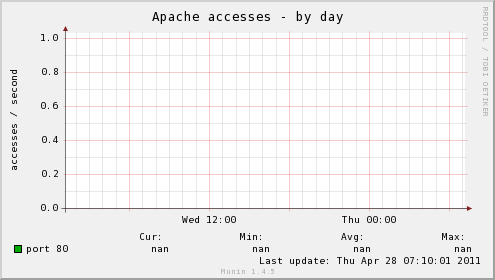 Apache accesses - by day
RRDTOOL / TOBI OETIKER
accesses / second
1.0
0.8
0.6
0.4
0.2
0.0
Wed 12:00 Thu 00:00
Cur: Min: Avg: Max:
port 80 nan nan nan nan
Last update: Thu Apr 28 07:10:01 2011
Munin 1.4.5